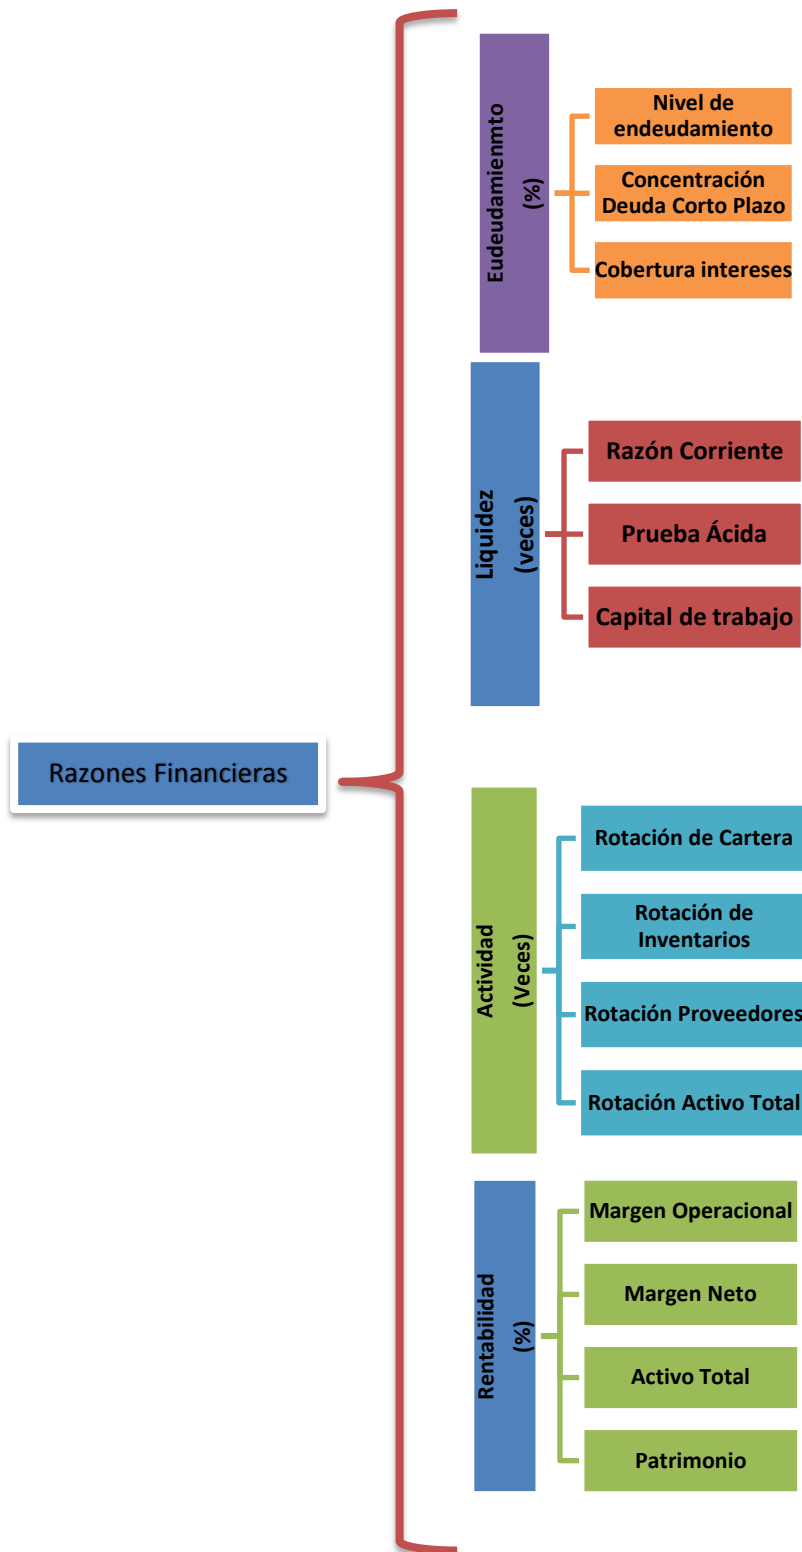 Razones Financieras
Eudeudamienmto
(%)
Nivel de
endeudamiento
Concentración
Deuda Corto Plazo
Cobertura intereses
Liquidez
(veces)
Razón Corriente
Prueba Ácida
Capital de trabajo
Actividad
(Veces)
Rotación de Cartera
Rotación de
Inventarios
Rotación Proveedores
Rotación Activo Total
Rentabilidad
(%)
Margen Operacional
Margen Neto
Activo Total
Patrimonio